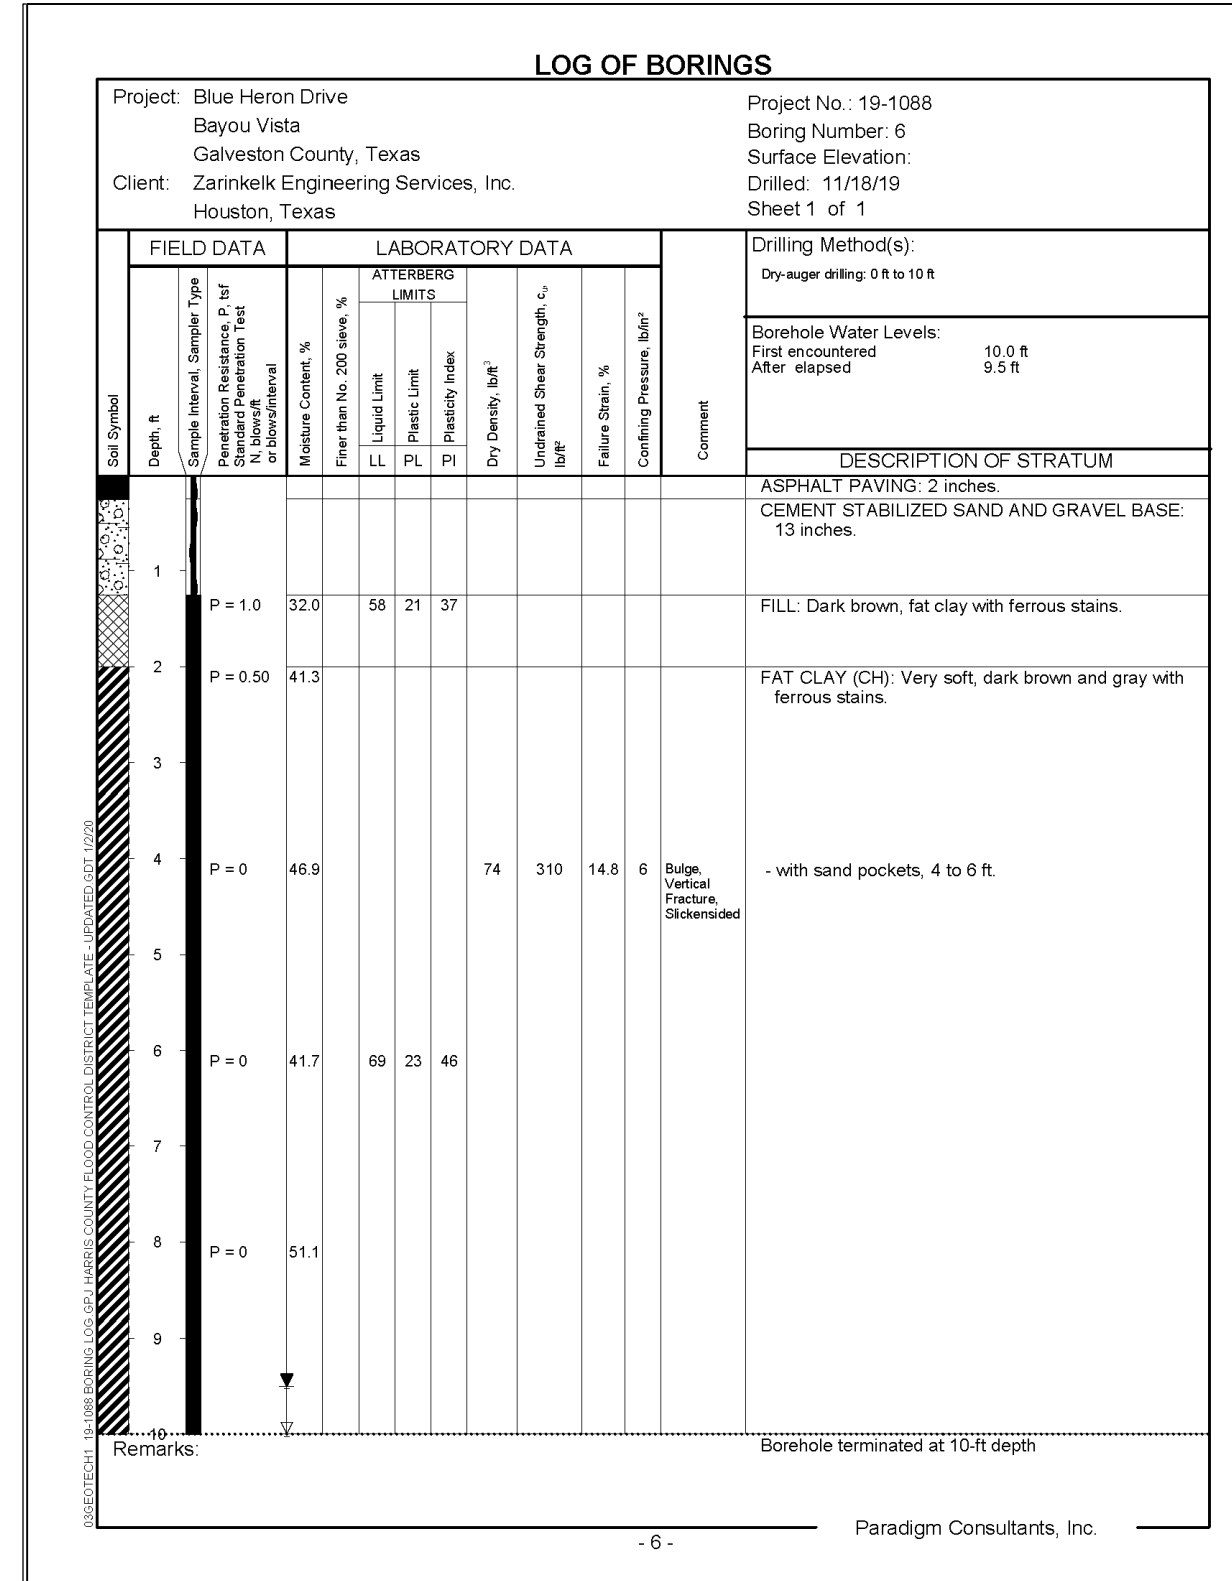 LOG OF BORINGS
Project: Blue Heron Drive
Bayou Vista
Galveston County, Texas
Client: Zarinkelk Engineering Services, Inc.
Houston, Texas
Project No.: 19-1088
Boring Number: 6
Surface Elevation:
Drilled: 11/18/19
Sheet 1 of 1
FIELD DATA
LABORATORY DATA
Soil Symbol
Depth, ft
Sample Interval, Sampler Type
Penetration Resistance, P, tsf
Standard Penetration Test
N, blows/ft
or blows/interval
Moisture Content, %
Finer than No. 200 sieve, %
ATTERBERG
LIMITS
Liquid Limit
Plastic Limit
Plasticity Index
LL PL PI
Dry Density, lb/ft³
Undrained Shear Strength, cᵤ,
lb/ft²
Failure Strain, %
Confining Pressure, lb/in²
Comment
Drilling Method(s):
Dry-auger drilling: 0 ft to 10 ft
Borehole Water Levels:
First encountered 10.0 ft
After elapsed 9.5 ft
DESCRIPTION OF STRATUM
ASPHALT PAVING: 2 inches.
CEMENT STABILIZED SAND AND GRAVEL BASE:
13 inches.
1
P = 1.0 32.0 58 21 37 FILL: Dark brown, fat clay with ferrous stains.
2
P = 0.50 41.3 FAT CLAY (CH): Very soft, dark brown and gray with
ferrous stains.
3
4
P = 0 46.9 74 310 14.8 6 Bulge, - with sand pockets, 4 to 6 ft.
Vertical
Fracture,
Slickensided
5
6
P = 0 41.7 69 23 46
7
8
P = 0 51.1
9
10
Remarks:
Borehole terminated at 10-ft depth
03GEOTECH1 19-1088 BORING LOG.GPJ HARRIS COUNTY FLOOD CONTROL DISTRICT TEMPLATE - UPDATED.GDT 1/2/20
Paradigm Consultants, Inc.
- 6 -